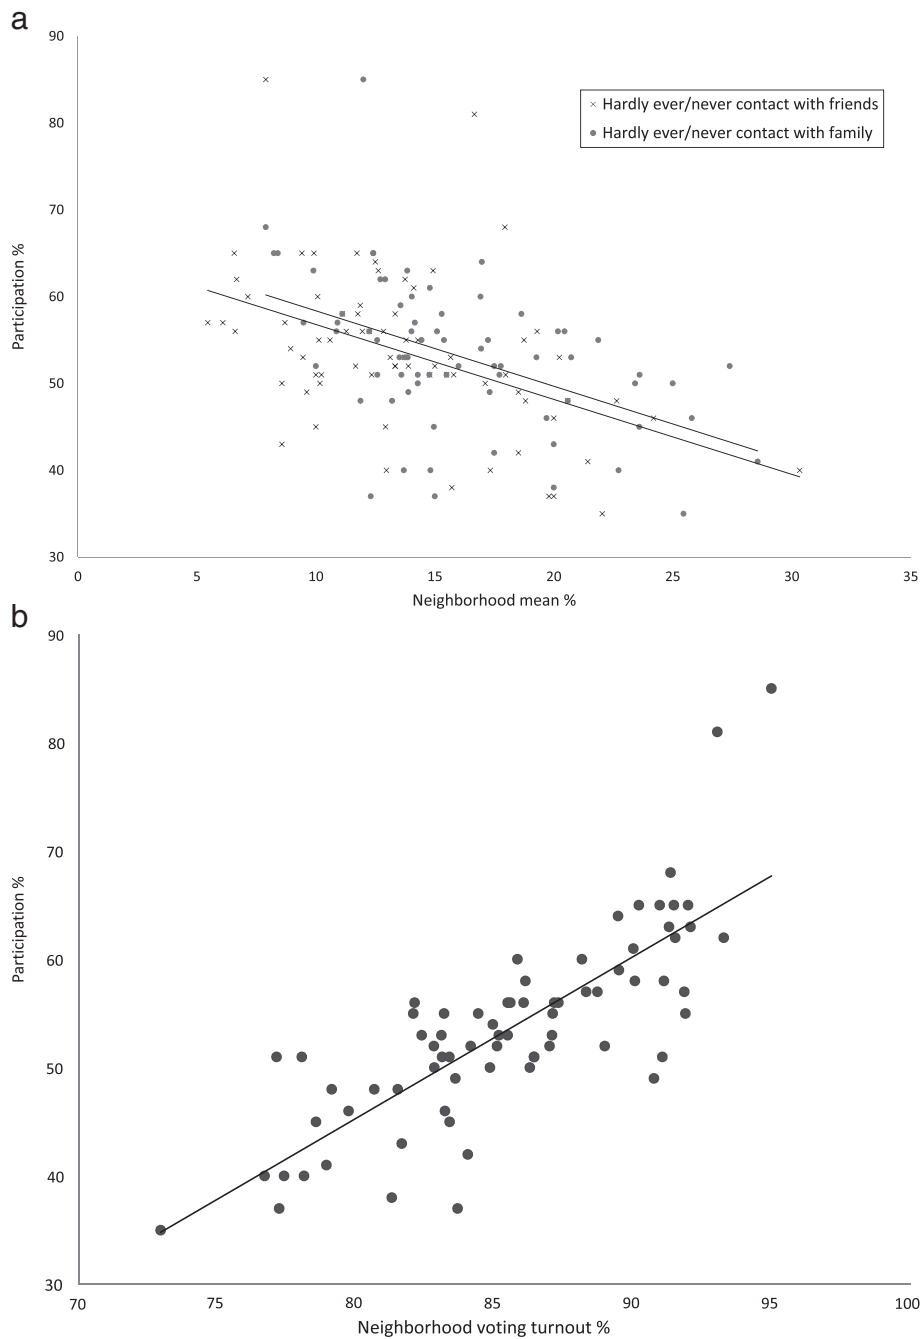 a
90
80
70
60
50
40
30
Participation %
× Hardly ever/never contact with friends
● Hardly ever/never contact with family
0 5 10 15 20 25 30 35
Neighborhood mean %
b
90
80
70
60
50
40
30
Participation %
70 75 80 85 90 95 100
Neighborhood voting turnout %